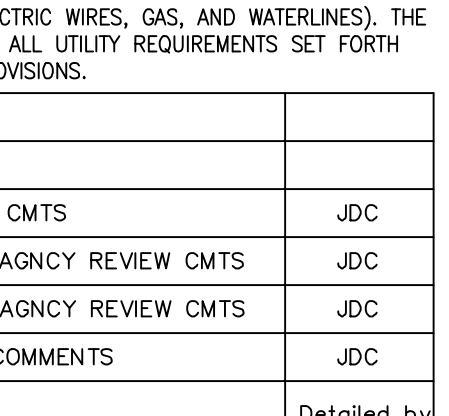 CTRIC WIRES, GAS, AND WATERLINES). THE
ALL UTILITY REQUIREMENTS SET FORTH
OVISIONS.
CMTS JDC
AGNCY REVIEW CMTS JDC
AGNCY REVIEW CMTS JDC
COMMENTS JDC
Detailed by